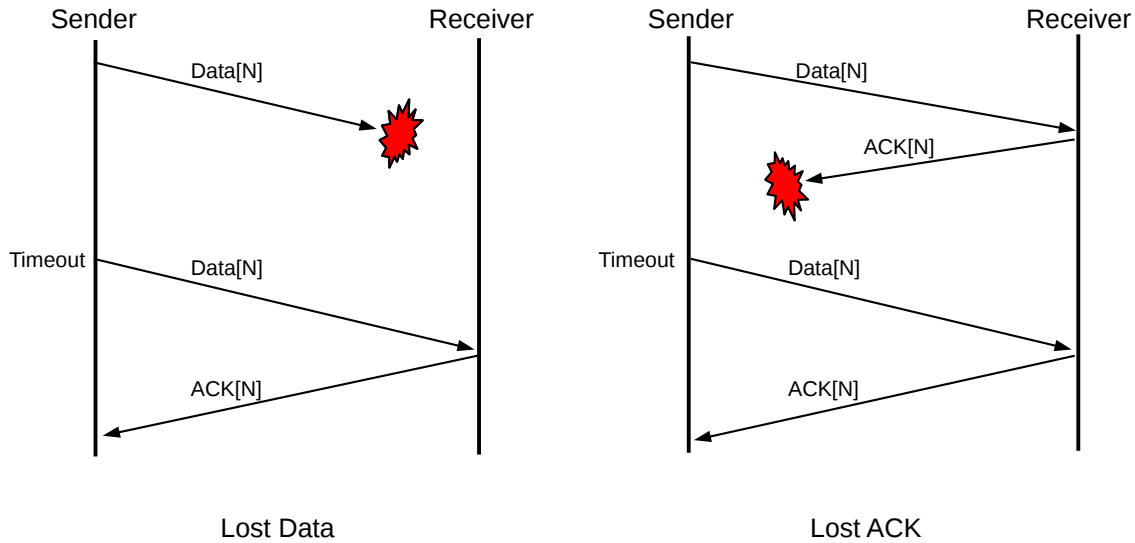 Sender
Receiver
Data[N]
Timeout
Data[N]
ACK[N]
Lost Data
Sender
Receiver
Data[N]
ACK[N]
Timeout
Data[N]
ACK[N]
Lost ACK